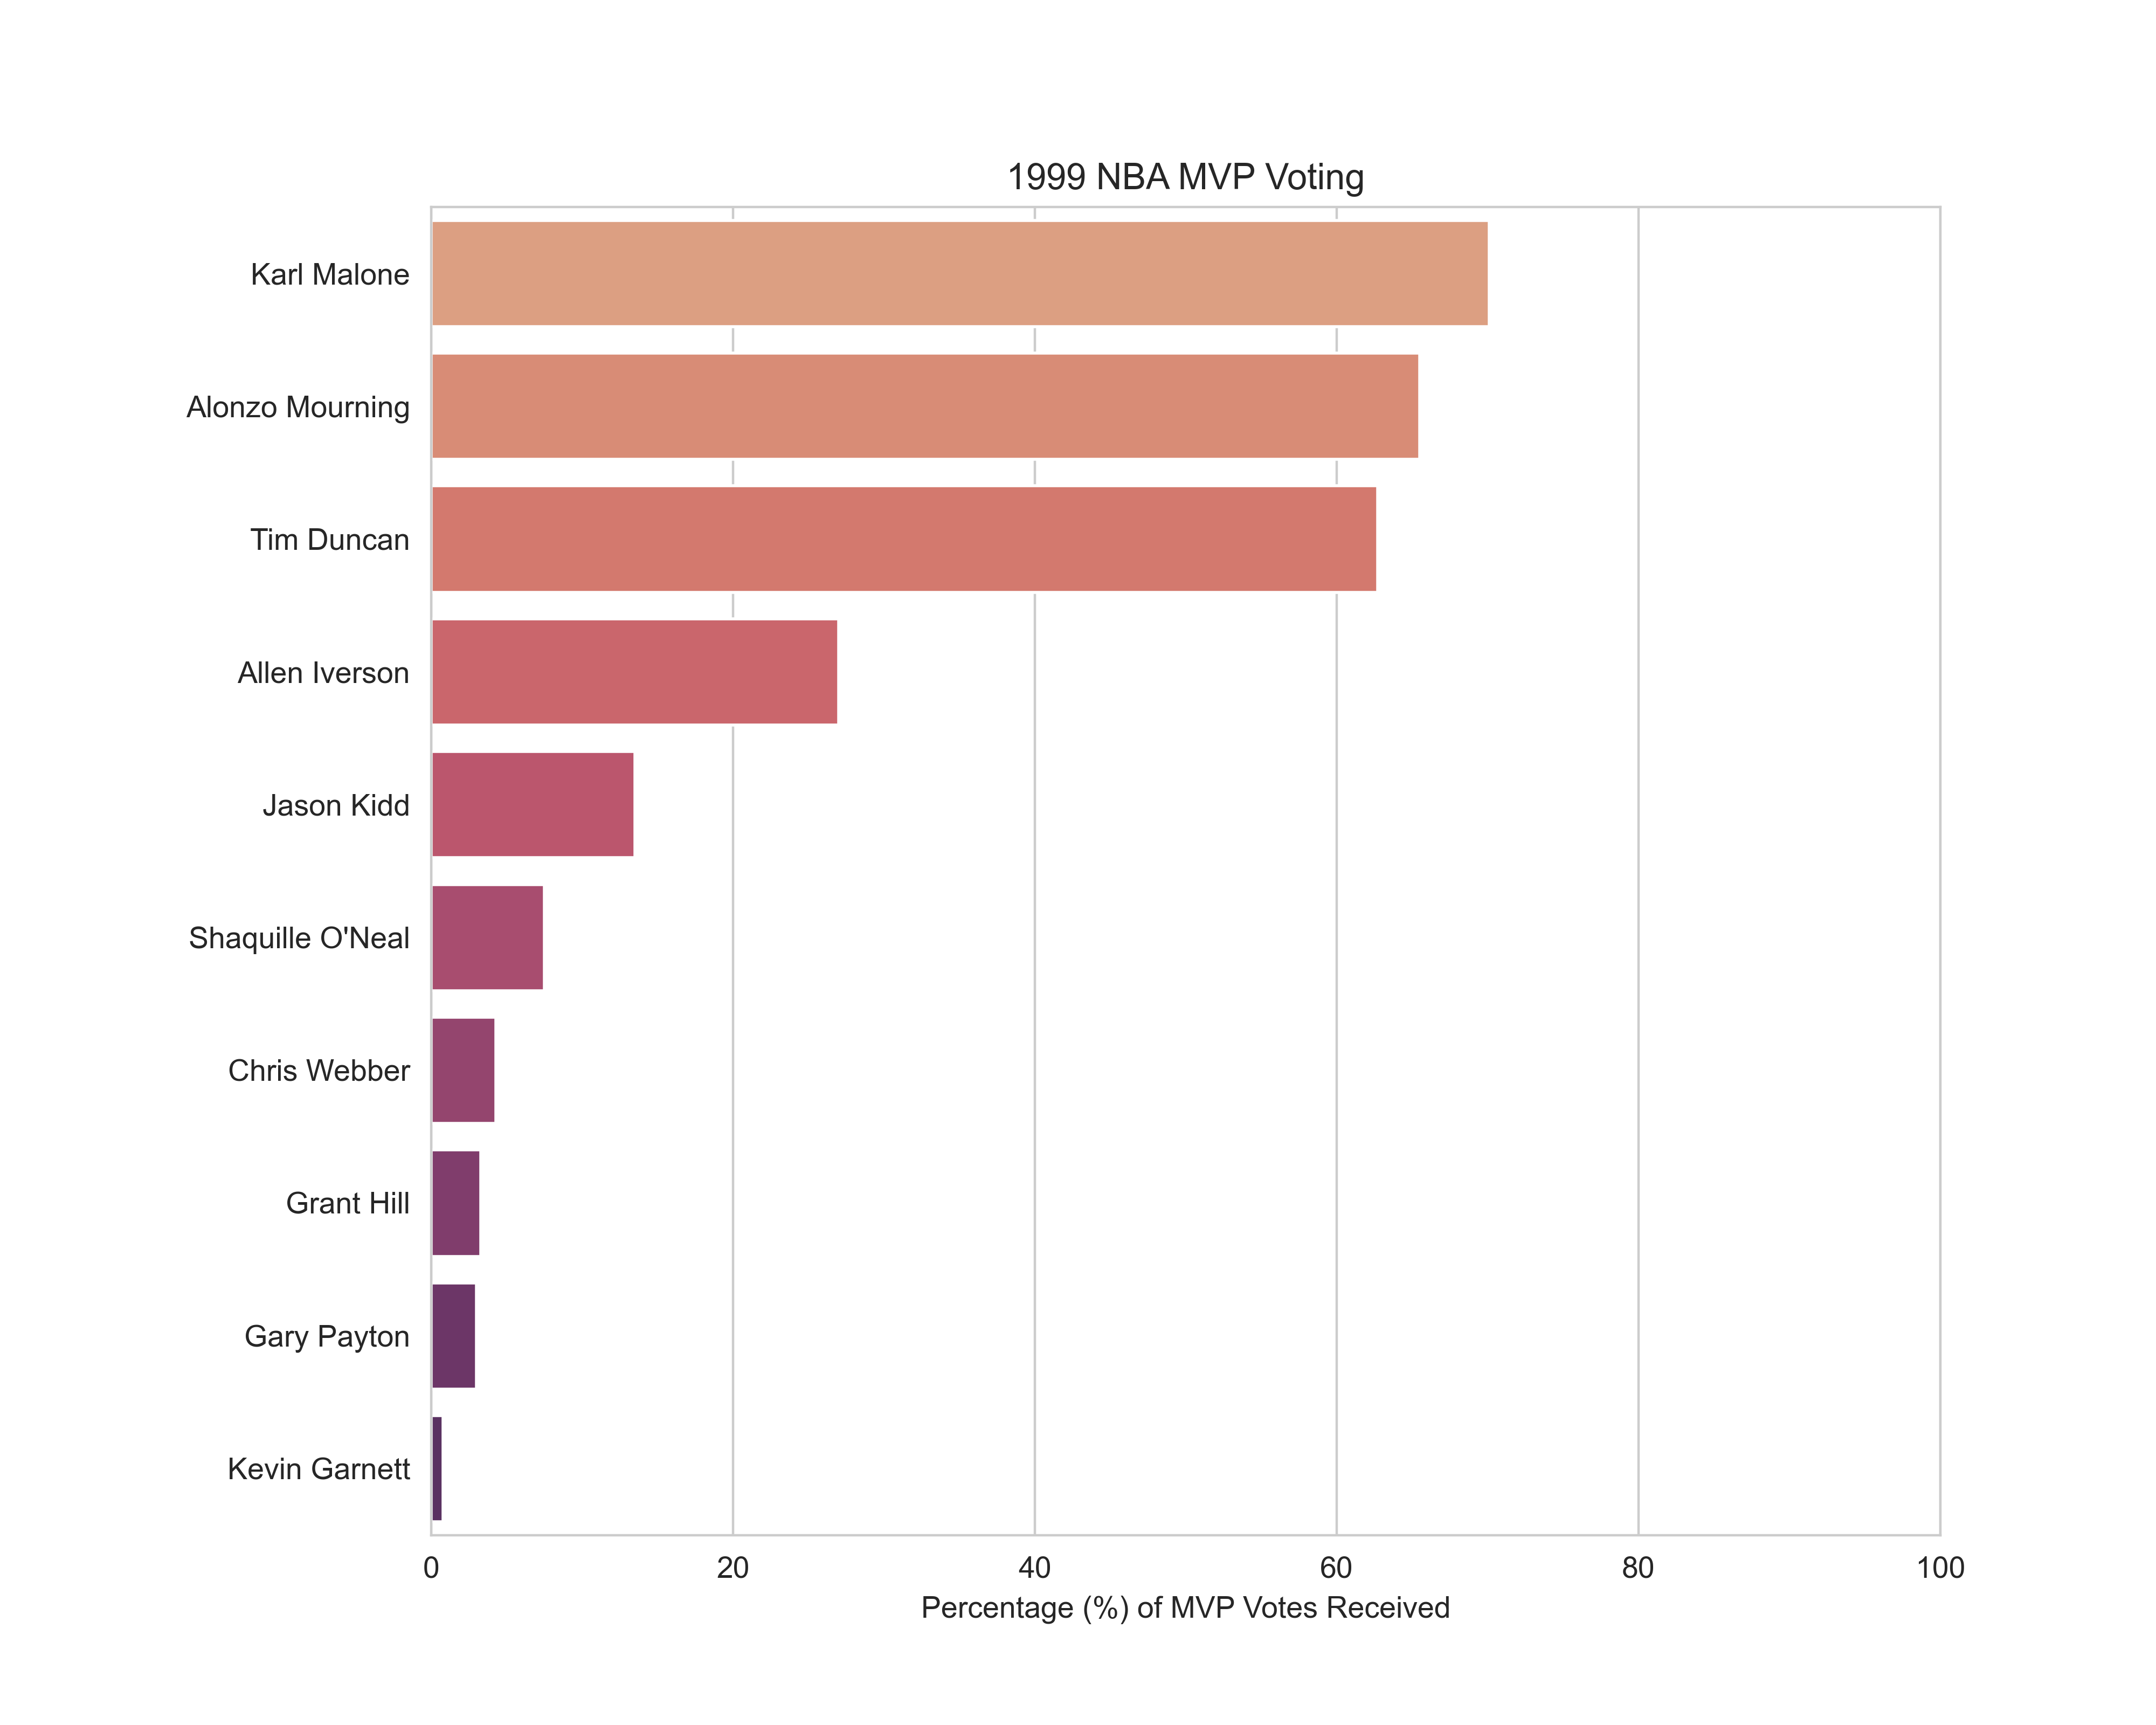 1999 NBA MVP Voting
Karl Malone
Alonzo Mourning
Tim Duncan
Allen Iverson
Jason Kidd
Shaquille O'Neal
Chris Webber
Grant Hill
Gary Payton
Kevin Garnett
0 20 40 60 80 100
Percentage (%) of MVP Votes Received